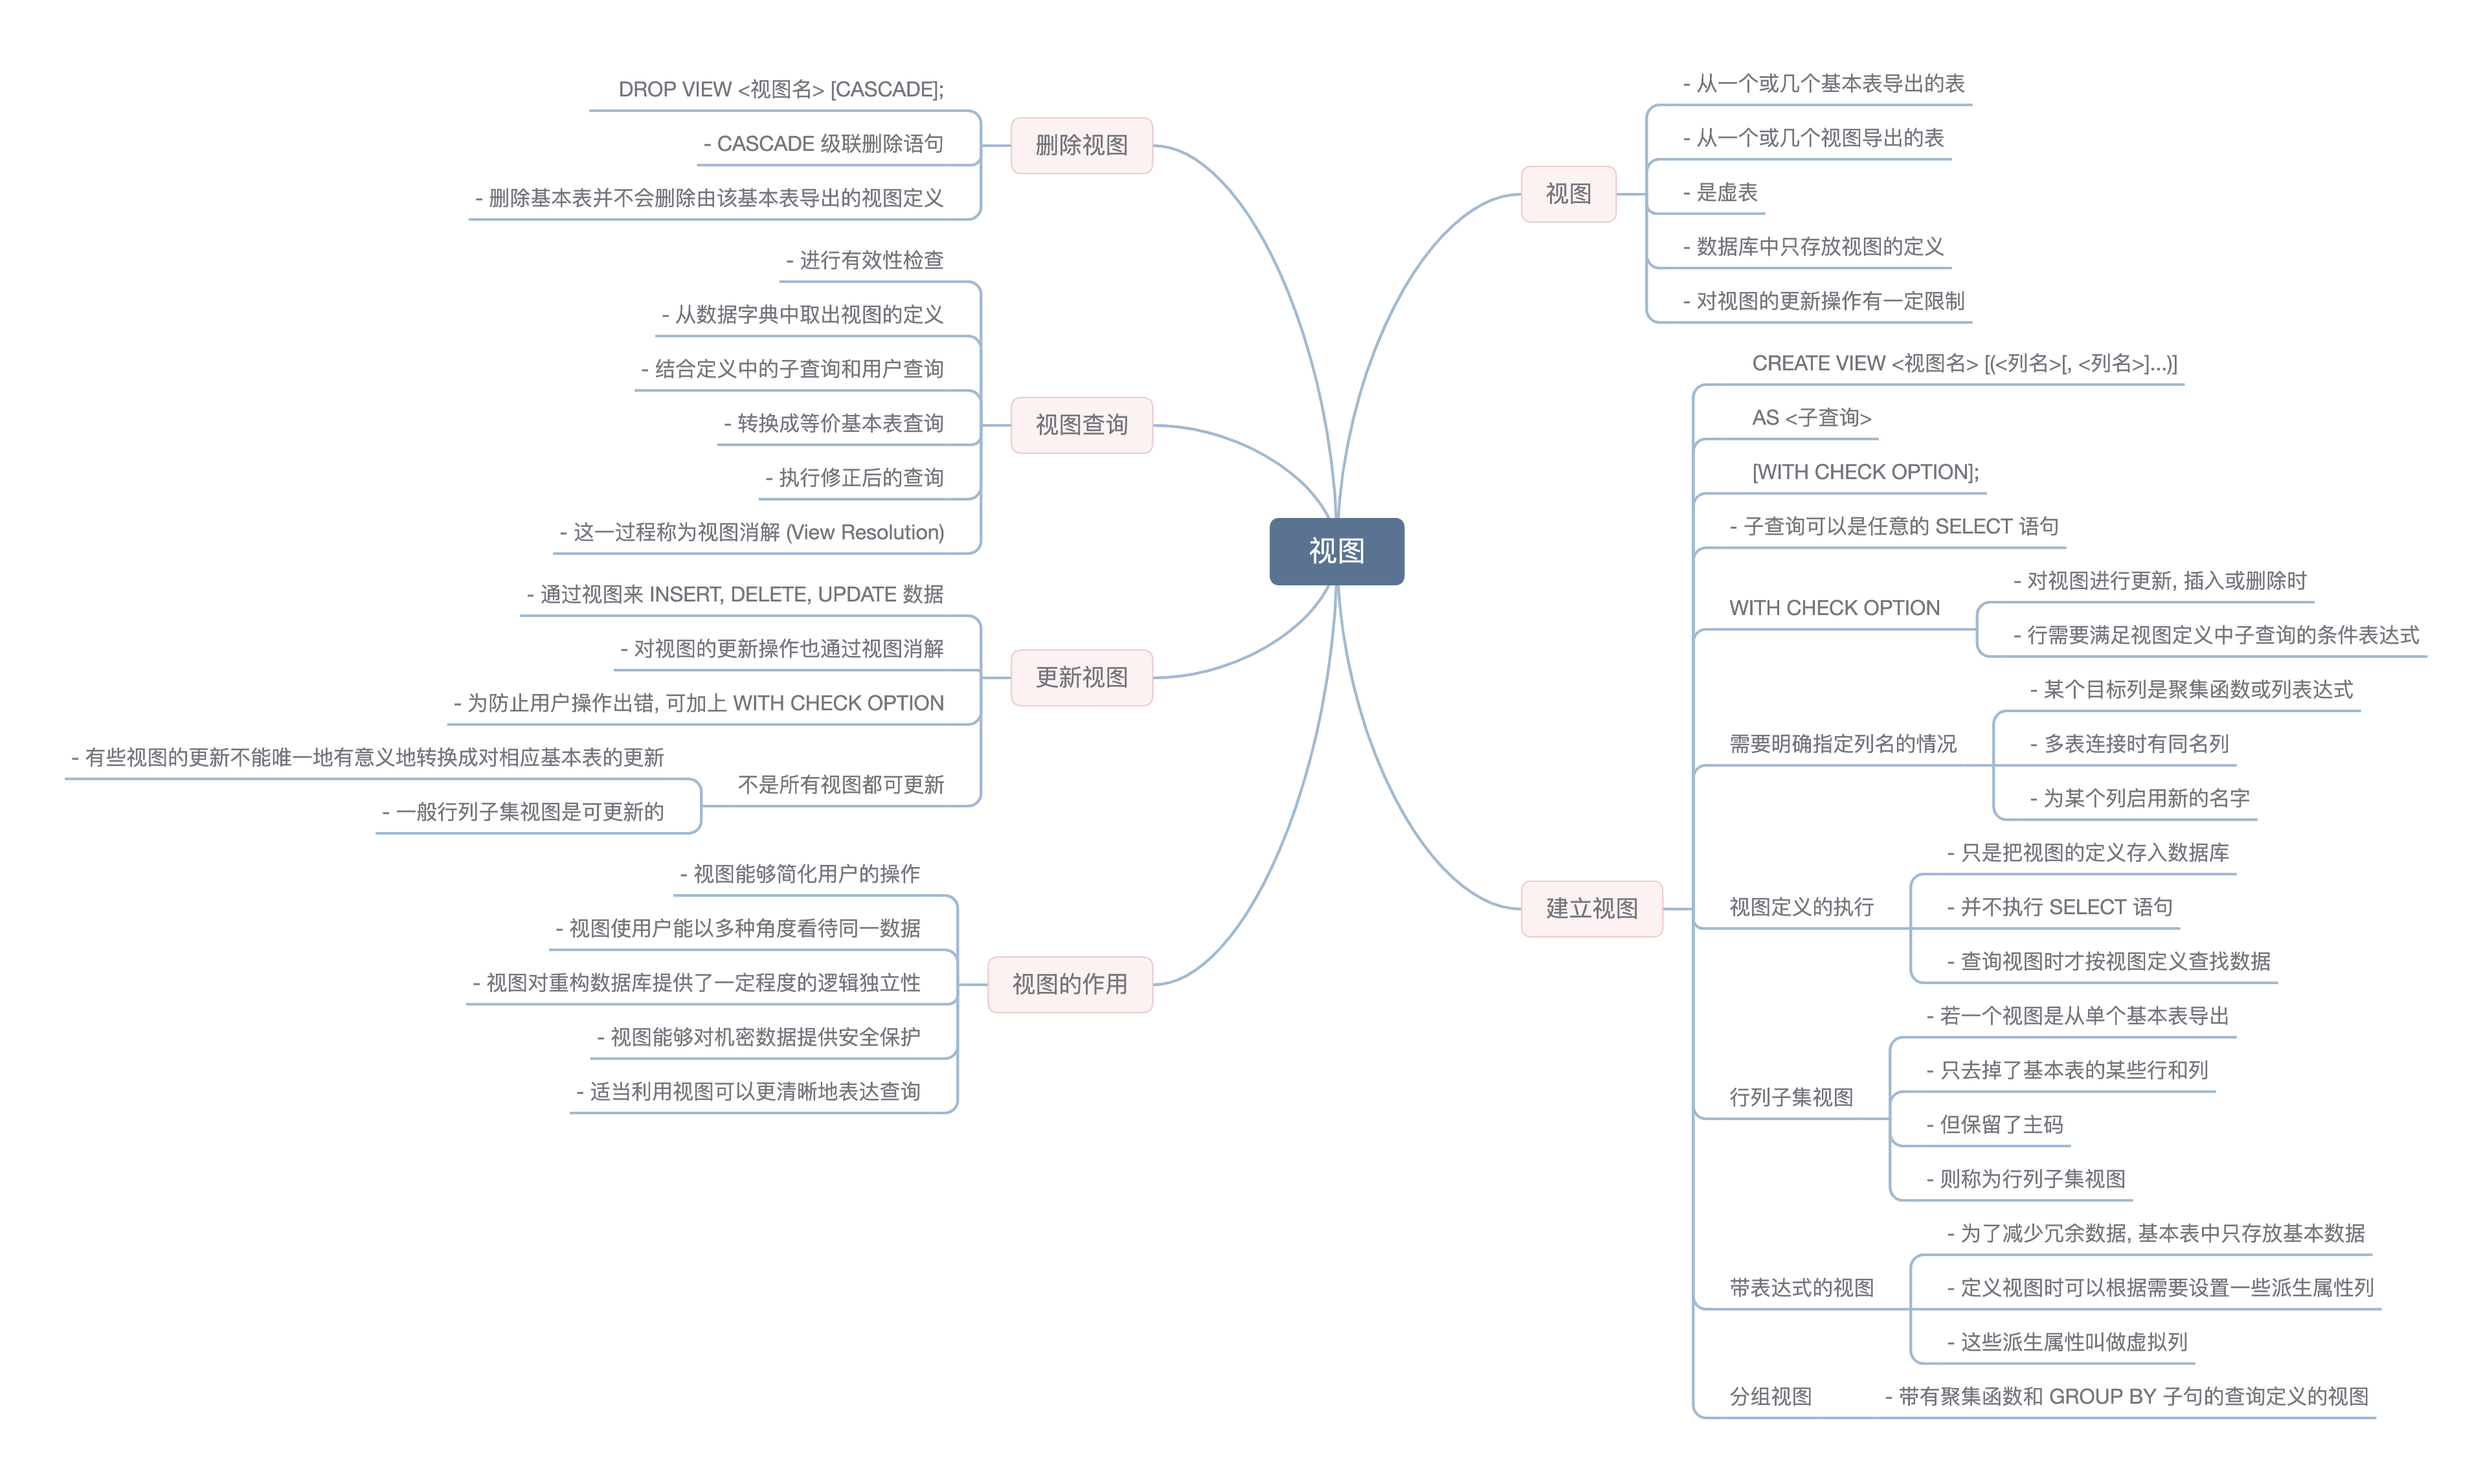 视图
视图
- 从一个或几个基本表导出的表
- 从一个或几个视图导出的表
- 是虚表
- 数据库中只存放视图的定义
- 对视图的更新操作有一定限制
建立视图
CREATE VIEW <视图名> [(<列名>[, <列名>]...)]
AS <子查询>
[WITH CHECK OPTION];
- 子查询可以是任意的 SELECT 语句
WITH CHECK OPTION
- 对视图进行更新, 插入或删除时
- 行需要满足视图定义中子查询的条件表达式
需要明确指定列名的情况
- 某个目标列是聚集函数或列表达式
- 多表连接时有同名列
- 为某个列启用新的名字
视图定义的执行
- 只是把视图的定义存入数据库
- 并不执行 SELECT 语句
- 查询视图时才按视图定义查找数据
行列子集视图
- 若一个视图是从单个基本表导出
- 只去掉了基本表的某些行和列
- 但保留了主码
- 则称为行列子集视图
带表达式的视图
- 为了减少冗余数据, 基本表中只存放基本数据
- 定义视图时可以根据需要设置一些派生属性列
- 这些派生属性叫做虚拟列
分组视图
- 带有聚集函数和 GROUP BY 子句的查询定义的视图
删除视图
DROP VIEW <视图名> [CASCADE];
- CASCADE 级联删除语句
- 删除基本表并不会删除由该基本表导出的视图定义
视图查询
- 进行有效性检查
- 从数据字典中取出视图的定义
- 结合定义中的子查询和用户查询
- 转换成等价基本表查询
- 执行修正后的查询
- 这一过程称为视图消解 (View Resolution)
更新视图
- 通过视图来 INSERT, DELETE, UPDATE 数据
- 对视图的更新操作也通过视图消解
- 为防止用户操作出错, 可加上 WITH CHECK OPTION
不是所有视图都可更新
- 有些视图的更新不能唯一地有意义地转换成对相应基本表的更新
- 一般行列子集视图是可更新的
视图的作用
- 视图能够简化用户的操作
- 视图使用户能以多种角度看待同一数据
- 视图对重构数据库提供了一定程度的逻辑独立性
- 视图能够对机密数据提供安全保护
- 适当利用视图可以更清晰地表达查询